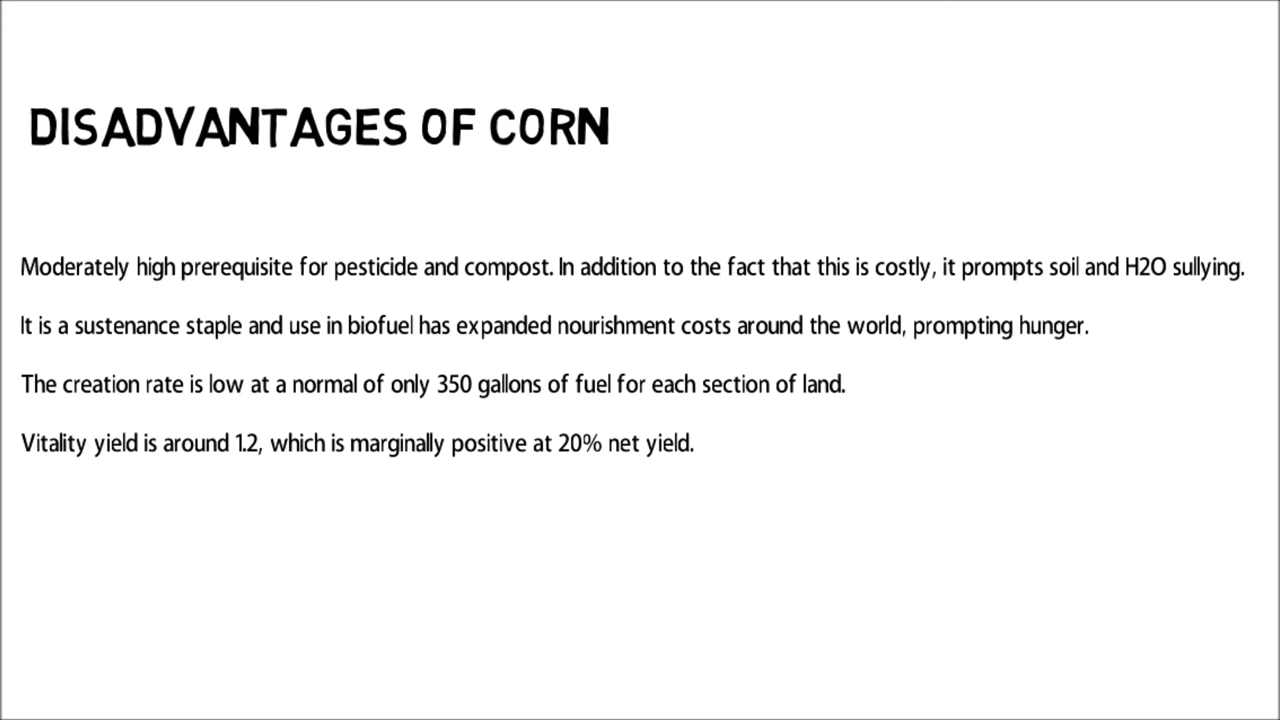 DISADVANTAGES OF CORN
Moderately high prerequisite for pesticide and compost. In addition to the fact that this is costly, it prompts soil and H2O sullying.
It is a sustenance staple and use in biofuel has expanded nourishment costs around the world, prompting hunger.
The creation rate is low at a normal of only 350 gallons of fuel for each section of land.
Vitality yield is around 1.2, which is marginally positive at 20% net yield.